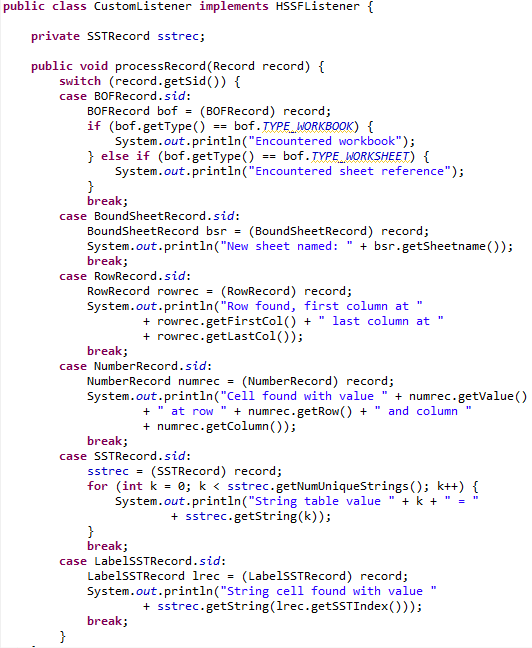 public class CustomListener implements HSSFListener {
private SSTRecord sstrec;
public void processRecord(Record record) {
switch (record.getSid()) {
case BOFRecord.sid:
BOFRecord bof = (BOFRecord) record;
if (bof.getType() == bof.TYPE_WORKBOOK) {
System.out.println("Encountered workbook");
} else if (bof.getType() == bof.TYPE_WORKSHEET) {
System.out.println("Encountered sheet reference");
}
break;
case BoundSheetRecord.sid:
BoundSheetRecord bsr = (BoundSheetRecord) record;
System.out.println("New sheet named: " + bsr.getSheetname());
break;
case RowRecord.sid:
RowRecord rowrec = (RowRecord) record;
System.out.println("Row found, first column at "
+ rowrec.getFirstCol() + " last column at "
+ rowrec.getLastCol());
break;
case NumberRecord.sid:
NumberRecord numrec = (NumberRecord) record;
System.out.println("Cell found with value " + numrec.getValue()
+ " at row " + numrec.getRow() + " and column "
+ numrec.getColumn());
break;
case SSTRecord.sid:
sstrec = (SSTRecord) record;
for (int k = 0; k < sstrec.getNumUniqueStrings(); k++) {
System.out.println("String table value " + k + " = "
+ sstrec.getString(k));
}
break;
case LabelSSTRecord.sid:
LabelSSTRecord lrec = (LabelSSTRecord) record;
System.out.println("String cell found with value "
+ sstrec.getString(lrec.getSSTIndex()));
break;
}